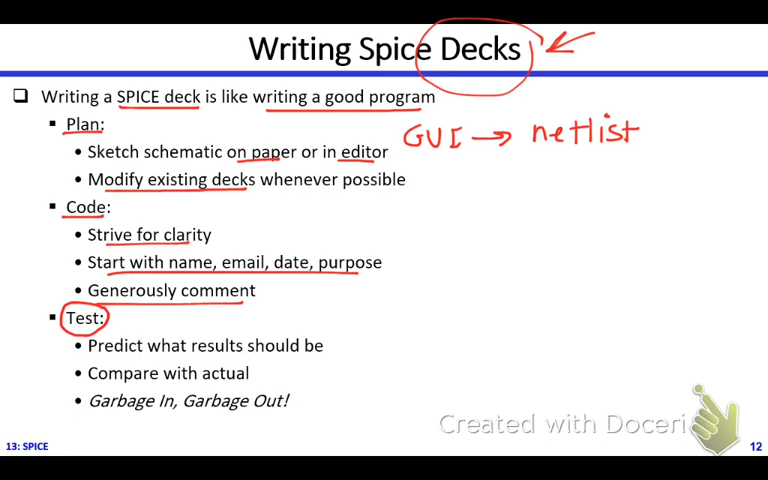 Writing Spice Decks
Writing a SPICE deck is like writing a good program
Plan:
GUI → netlist
Sketch schematic on paper or in editor
Modify existing decks whenever possible
Code:
Strive for clarity
Start with name, email, date, purpose
Generously comment
Test:
Predict what results should be
Compare with actual
Garbage In, Garbage Out!
Created with Doceri
13: SPICE
12